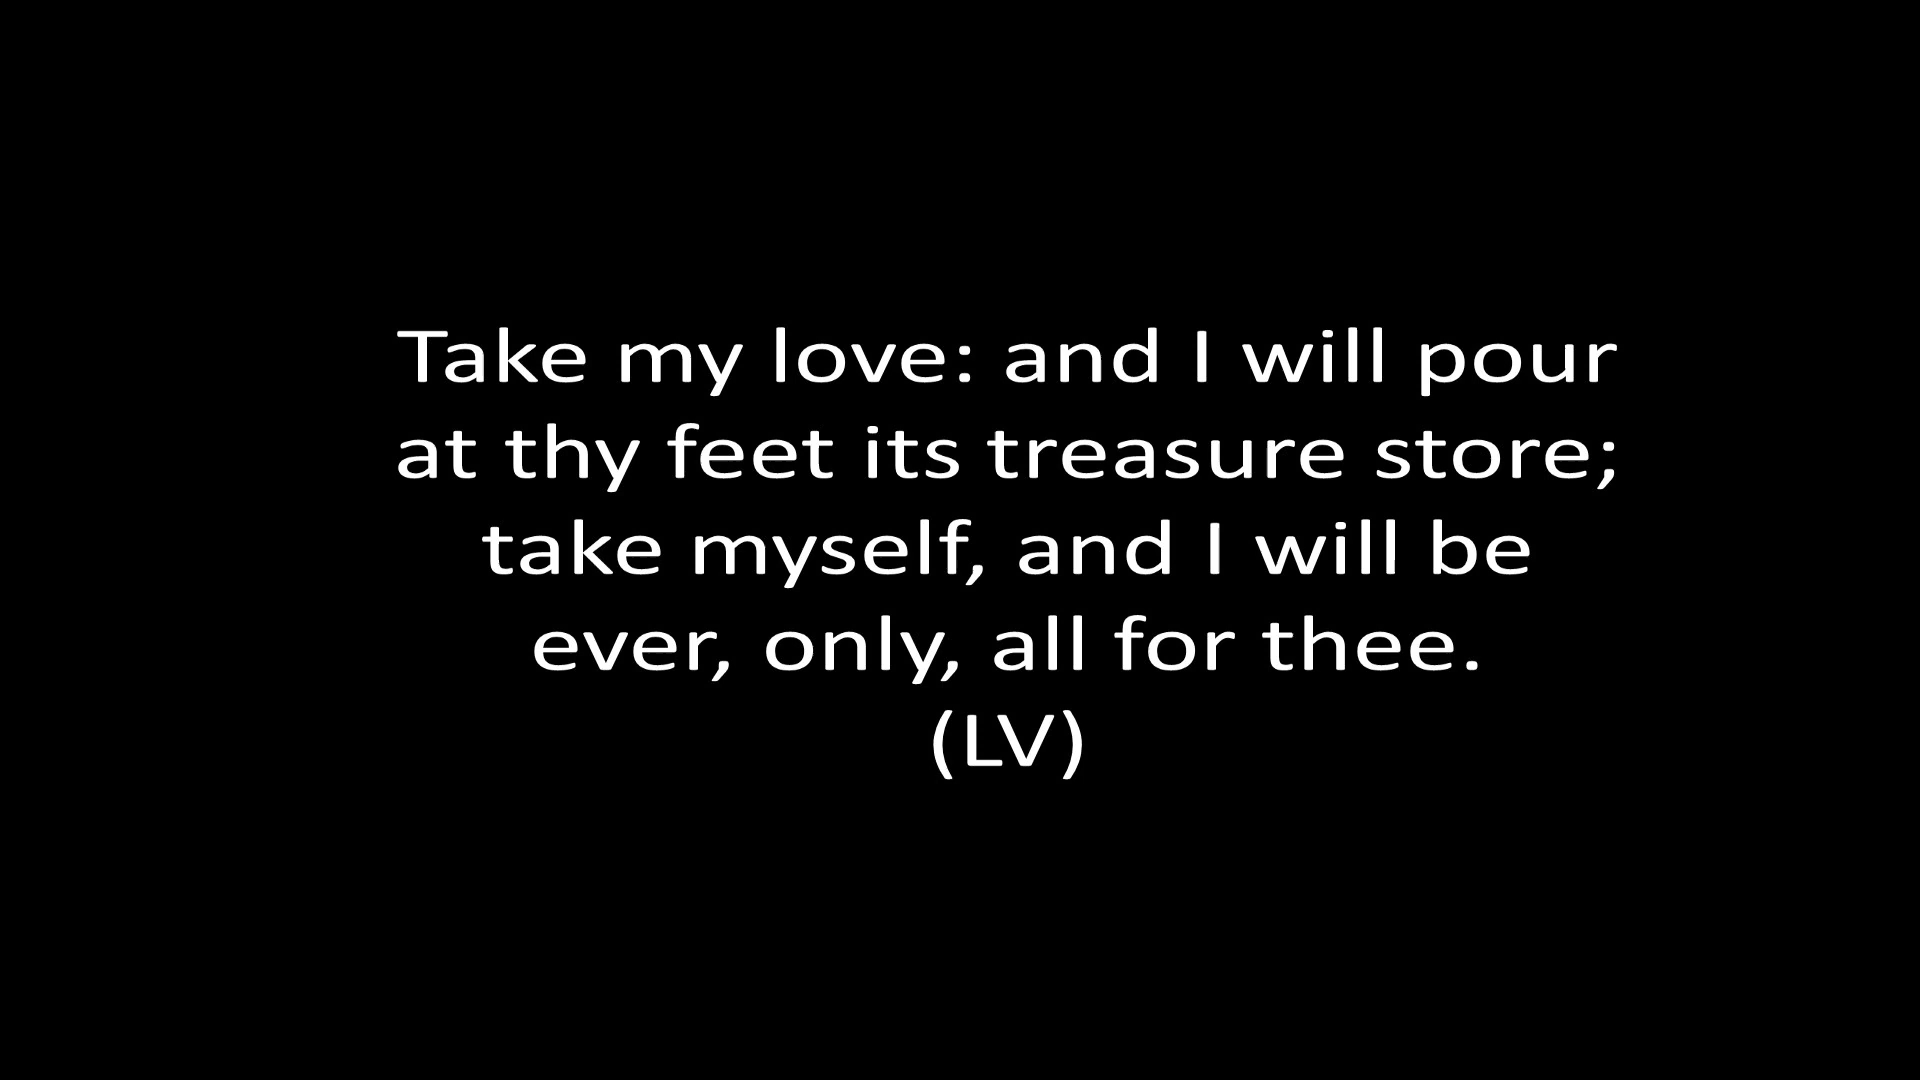 Take my love: and I will pour
at thy feet its treasure store;
take myself, and I will be
ever, only, all for thee.
(LV)